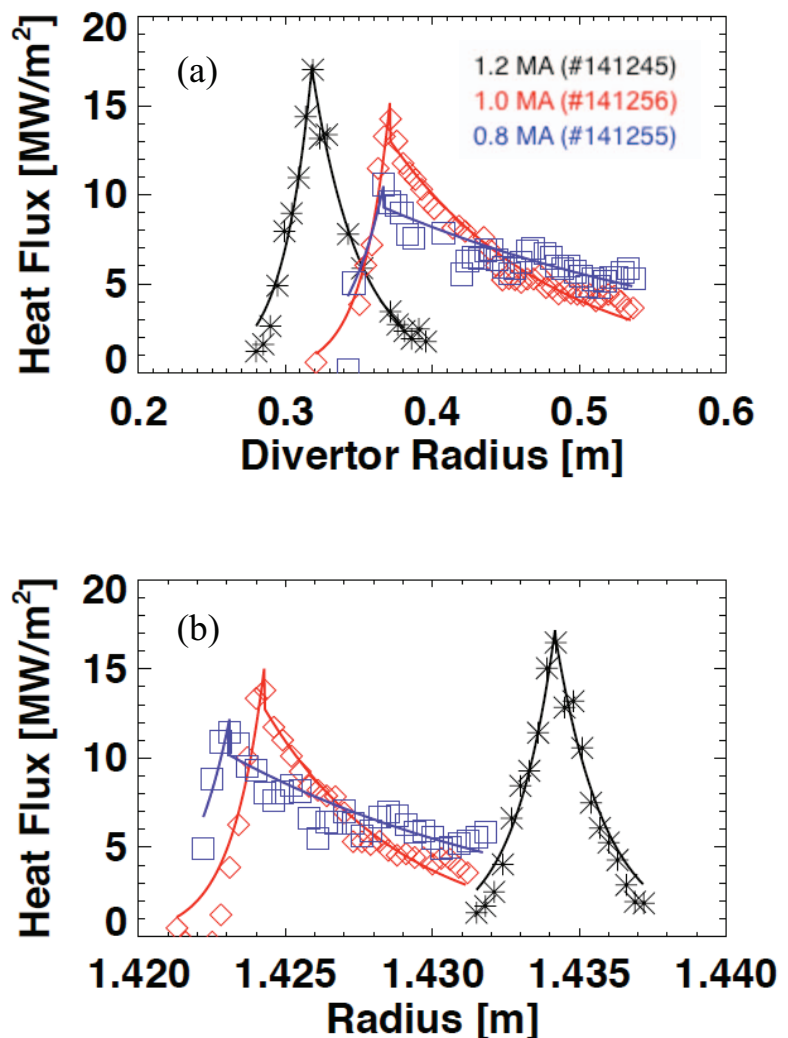 20
15
10
5
0
Heat Flux [MW/m²]
(a)
1.2 MA (#141245)
1.0 MA (#141256)
0.8 MA (#141255)
0.2 0.3 0.4 0.5 0.6
Divertor Radius [m]
20
15
10
5
0
Heat Flux [MW/m²]
(b)
1.420 1.425 1.430 1.435 1.440
Radius [m]